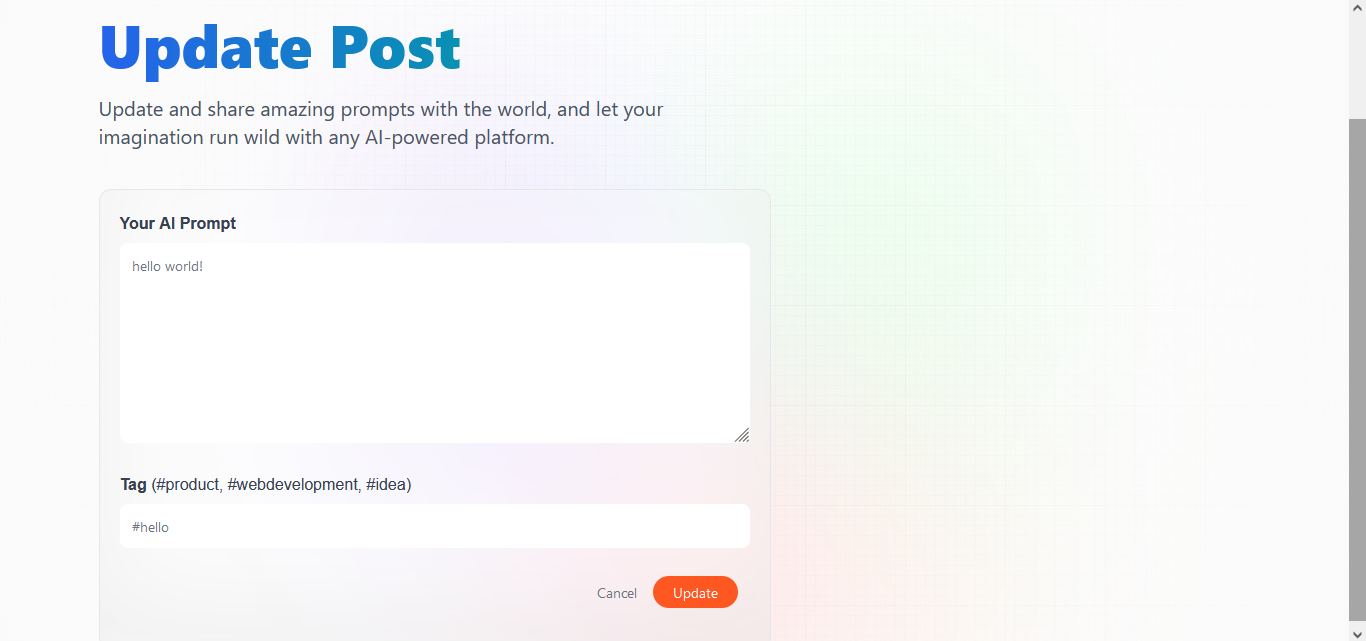 Update Post
Update and share amazing prompts with the world, and let your
imagination run wild with any AI-powered platform.
Your AI Prompt
hello world!
Tag (#product, #webdevelopment, #idea)
#hello
Cancel Update